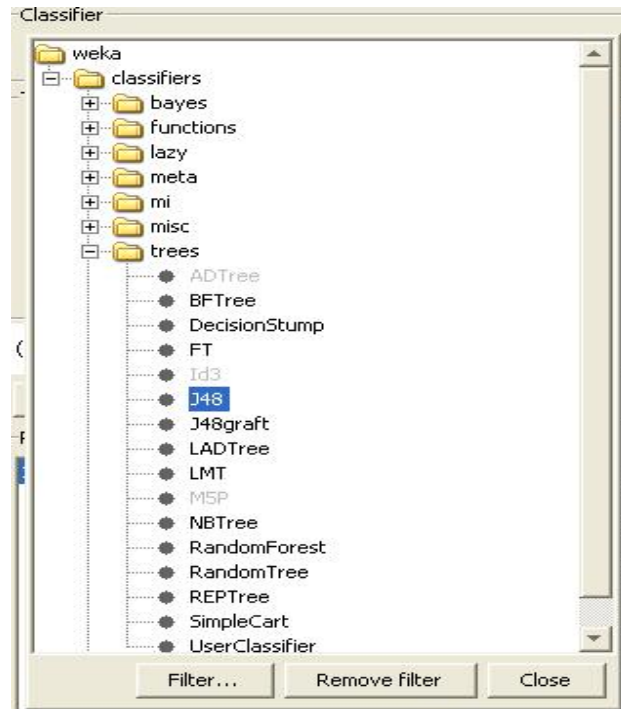 Classifier
weka
classifiers
bayes
functions
lazy
meta
mi
misc
trees
ADTree
BFTree
DecisionStump
FT
Id3
J48
J48graft
LADTree
LMT
M5P
NBTree
RandomForest
RandomTree
REPTree
SimpleCart
UserClassifier
Filter... Remove filter Close